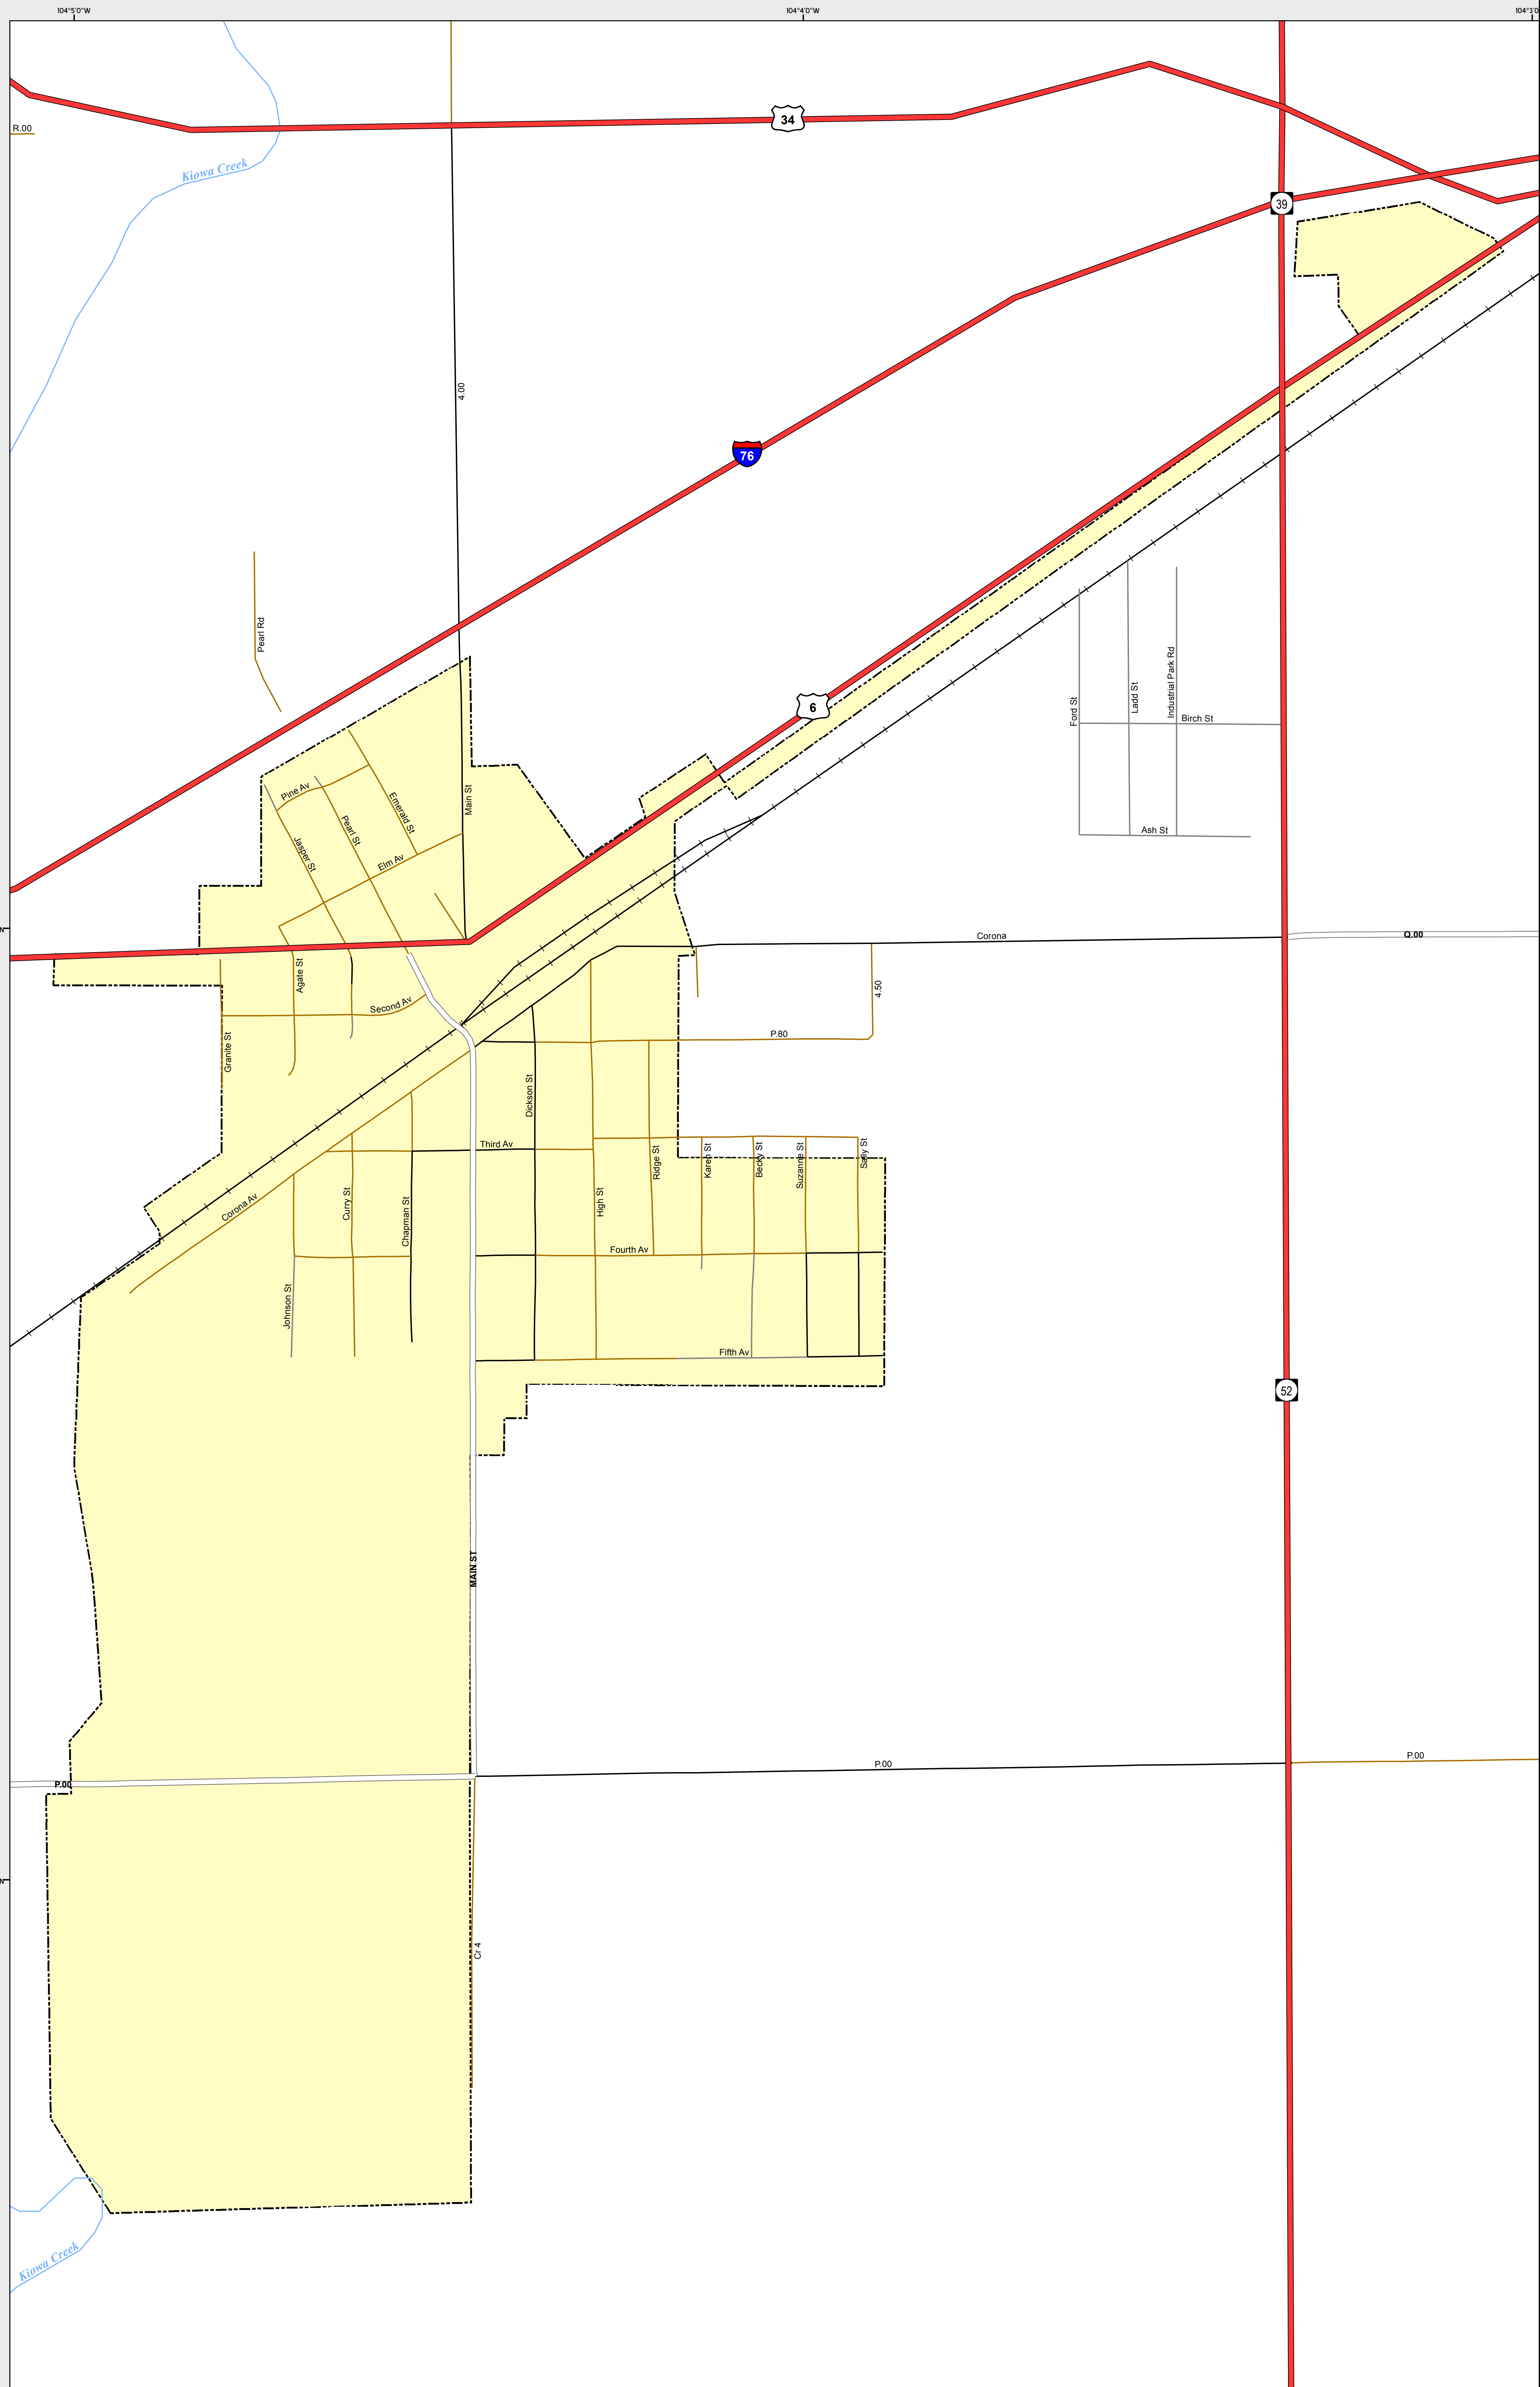 104°5'0"W
104°4'0"W
104°3'0
34
R.00
Kiowa Creek
39
4.00
76
Pearl Rd
6
Ford St
Ladd St
Industrial Park Rd
Birch St
Pine Av
Emerald St
Main St
Pearl St
Jasper St
Elm Av
Ash St
Corona
Q.00
Agate St
4.50
Second Av
P.80
Granite St
Dickson St
Third Av
Ridge St
Karen St
Becky St
Suzanne St
Sally St
Corona Av
Curry St
Chapman St
High St
Fourth Av
Johnson St
Fifth Av
52
MAIN ST
P.00
P.00
P.00
Cr 4
Kiowa Creek